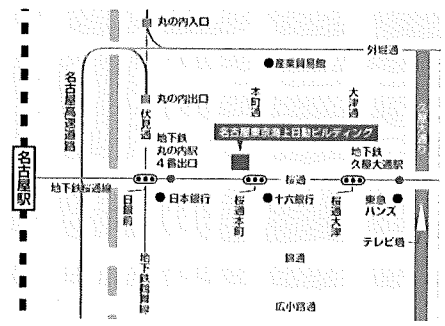 丸の内入口
外堀通
産業貿易館
名古屋高速道路
丸の内出口
伏見通
本町通
大津通
名古屋東京海上日動ビルディング
地下鉄
丸の内駅
4番出口
地下鉄
久屋大通駅
名古屋駅
地下鉄桜通線
桜通
日銀前
日本銀行
桜通本町
十六銀行
桜通大津
東急
ハンズ
テレビ塔
地下鉄鶴舞線
錦通
広小路通